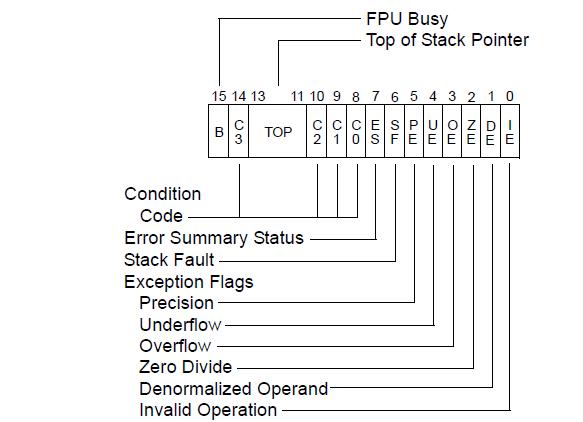 FPU Busy
Top of Stack Pointer
15 14 13 11 10 9 8 7 6 5 4 3 2 1 0
B C3 TOP C2 C1 C0 ES SF PE UE OE ZE DE IE
Condition
Code
Error Summary Status
Stack Fault
Exception Flags
Precision
Underflow
Overflow
Zero Divide
Denormalized Operand
Invalid Operation